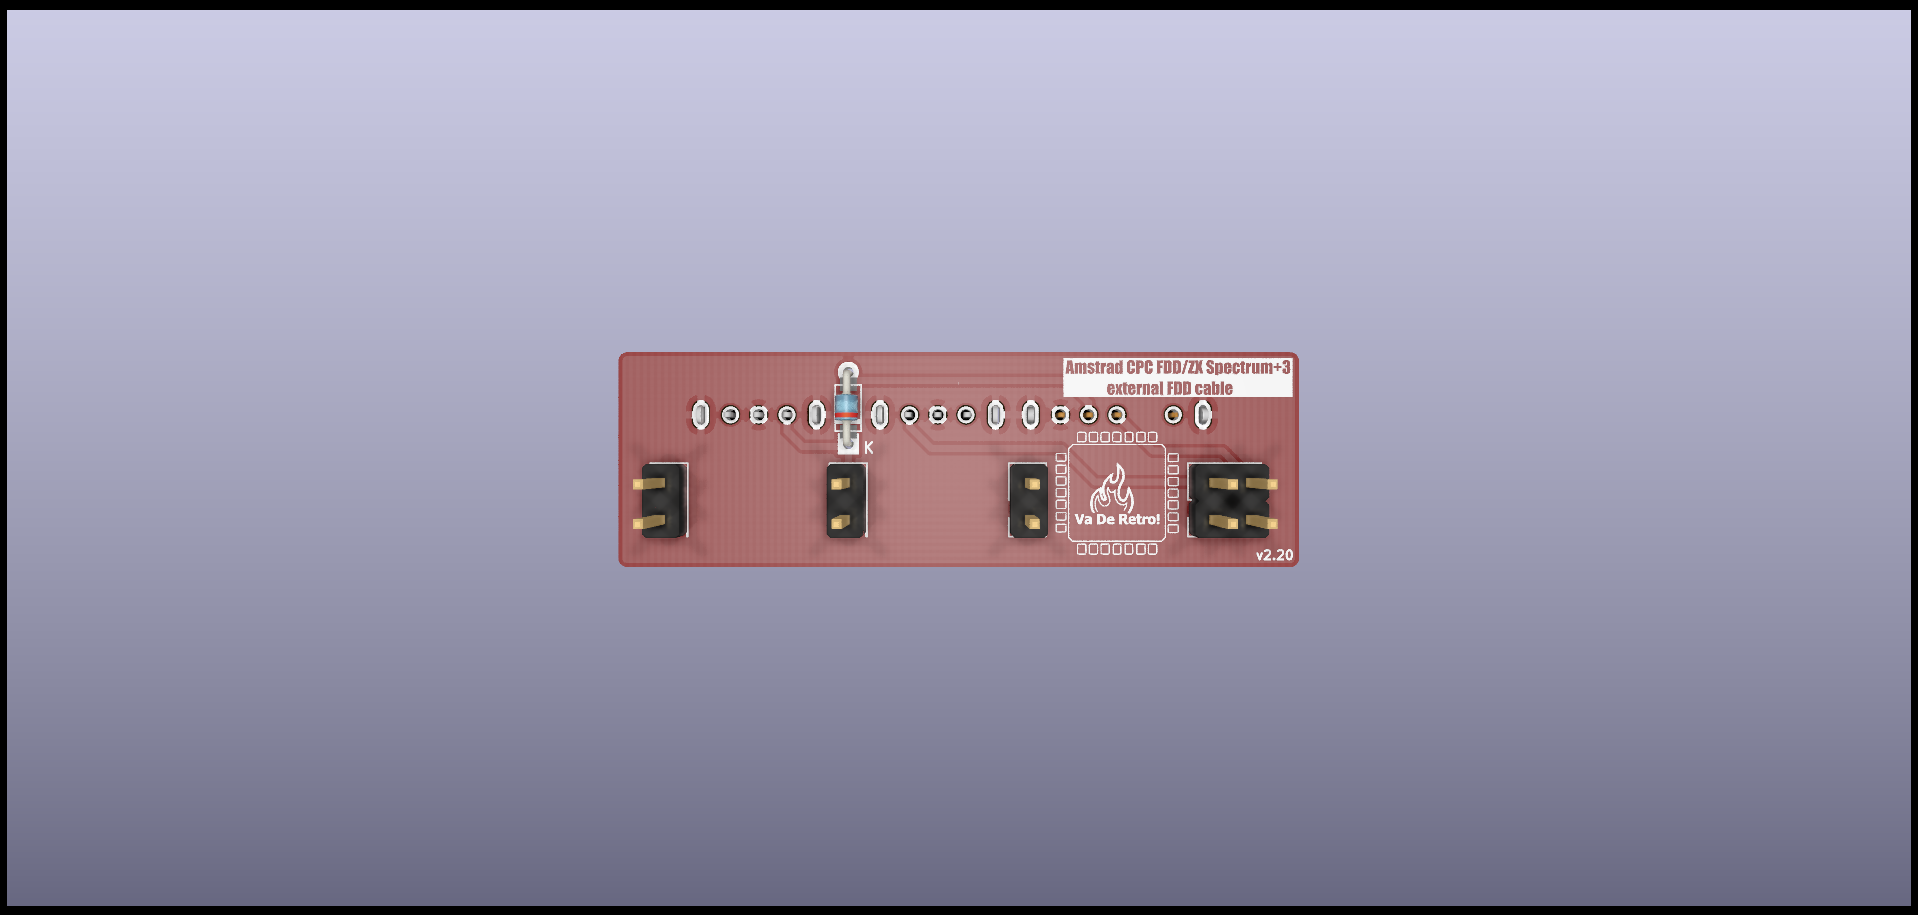 Amstrad CPC FDD/ZX Spectrum+3
external FDD cable
K
Va De Retro!
v2.20